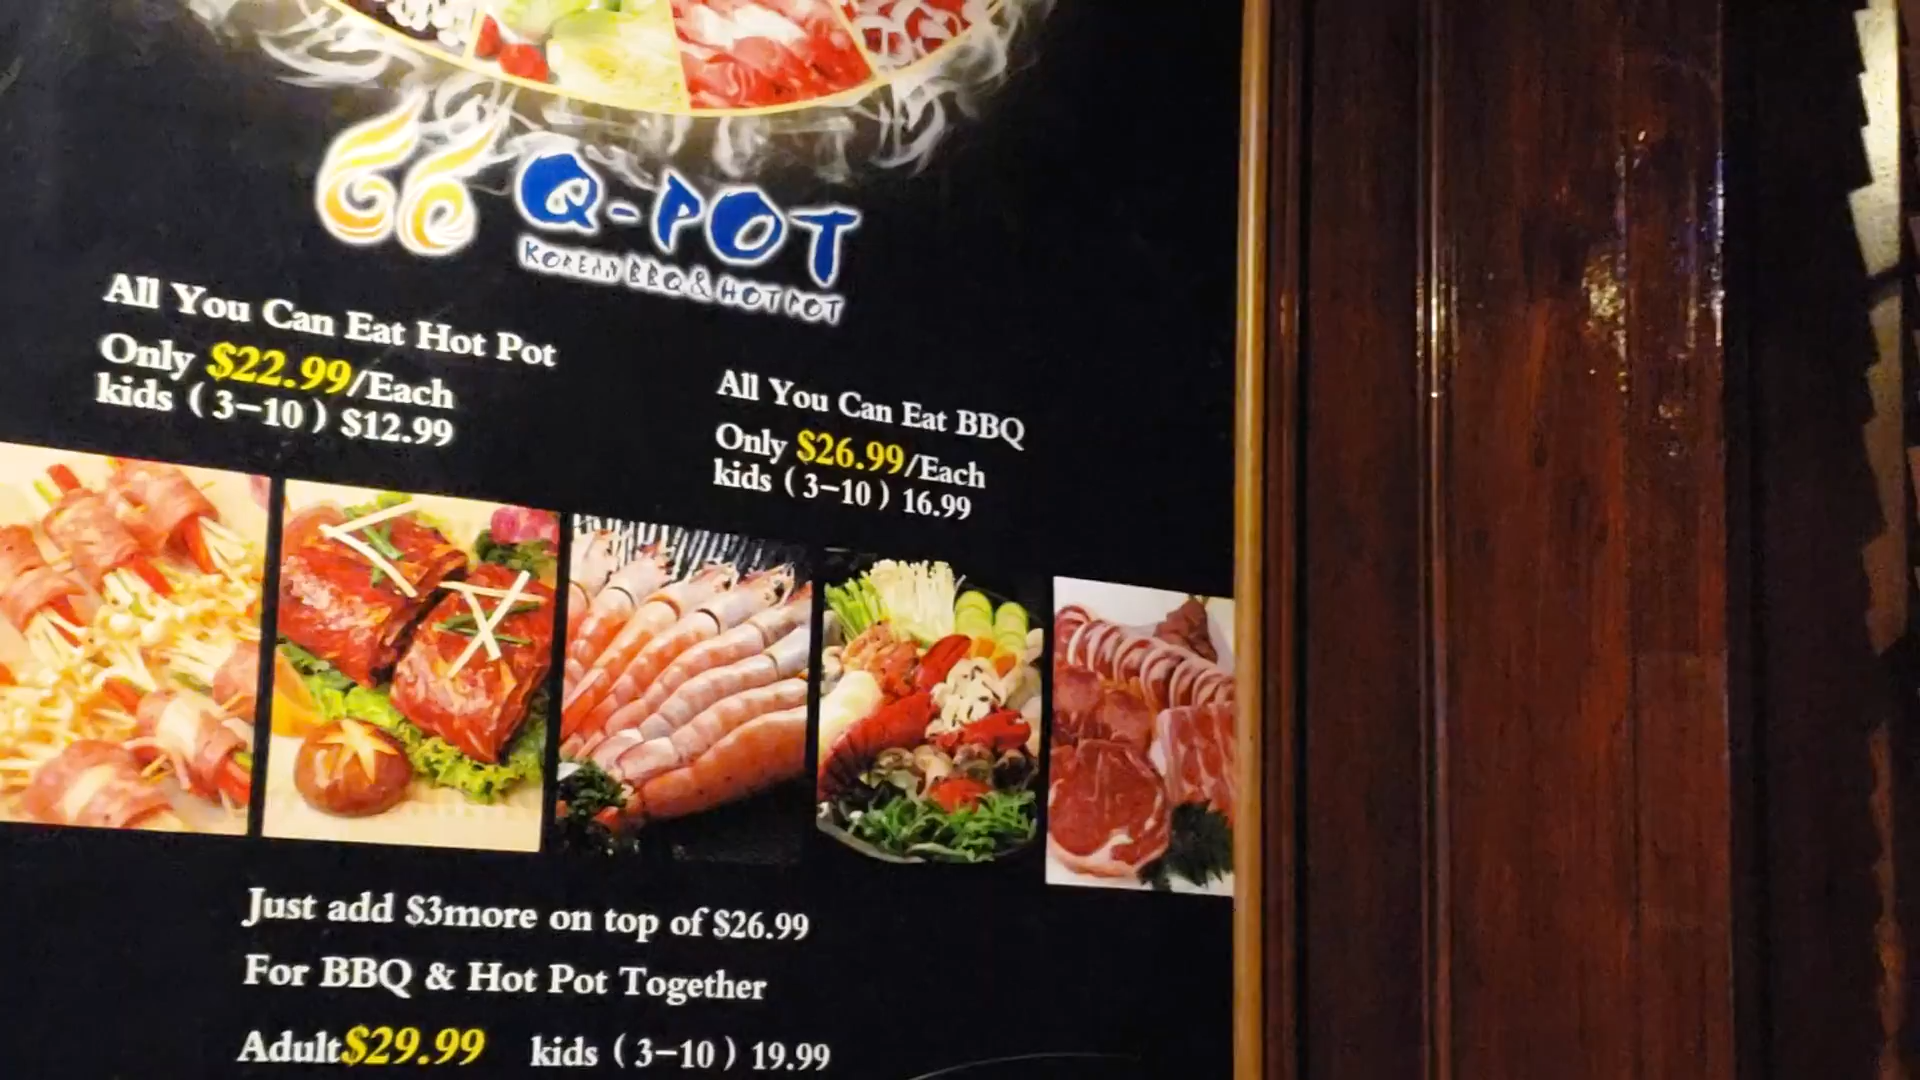 Q-POT
KOREAN BBQ & HOT POT
All You Can Eat Hot Pot
Only $22.99/Each
kids (3-10) $12.99
All You Can Eat BBQ
Only $26.99/Each
kids (3-10) 16.99
Just add $3more on top of $26.99
For BBQ & Hot Pot Together
Adult$29.99 kids (3-10) 19.99